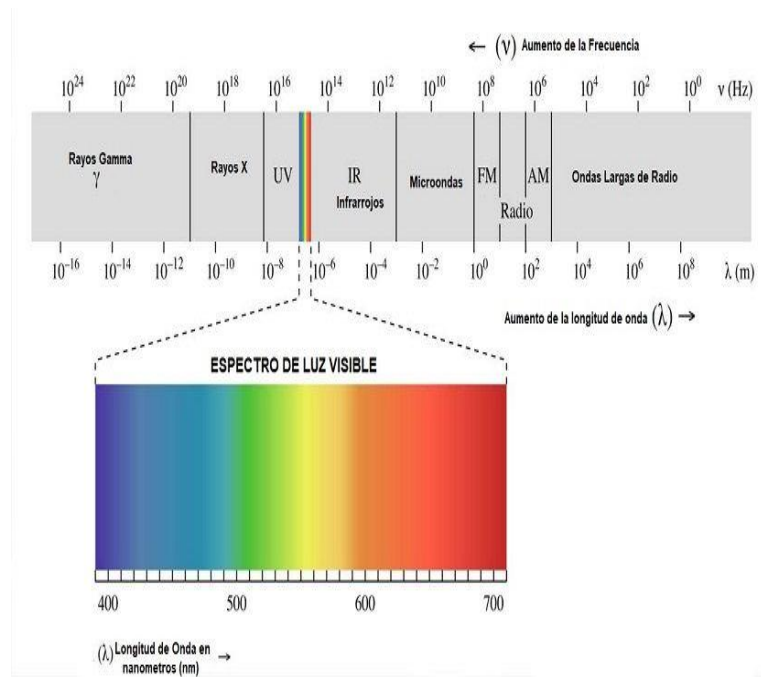 ← (ν) Aumento de la Frecuencia
10²⁴ 10²² 10²⁰ 10¹⁸ 10¹⁶ 10¹⁴ 10¹² 10¹⁰ 10⁸ 10⁶ 10⁴ 10² 10⁰ ν (Hz)
Rayos Gamma
γ
Rayos X
UV
IR
Infrarrojos
Microondas
FM
AM
Radio
Ondas Largas de Radio
10⁻¹⁶ 10⁻¹⁴ 10⁻¹² 10⁻¹⁰ 10⁻⁸ 10⁻⁶ 10⁻⁴ 10⁻² 10⁰ 10² 10⁴ 10⁶ 10⁸ λ (m)
Aumento de la longitud de onda (λ) →
ESPECTRO DE LUZ VISIBLE
400 500 600 700
(λ) Longitud de Onda en
nanometros (nm) →